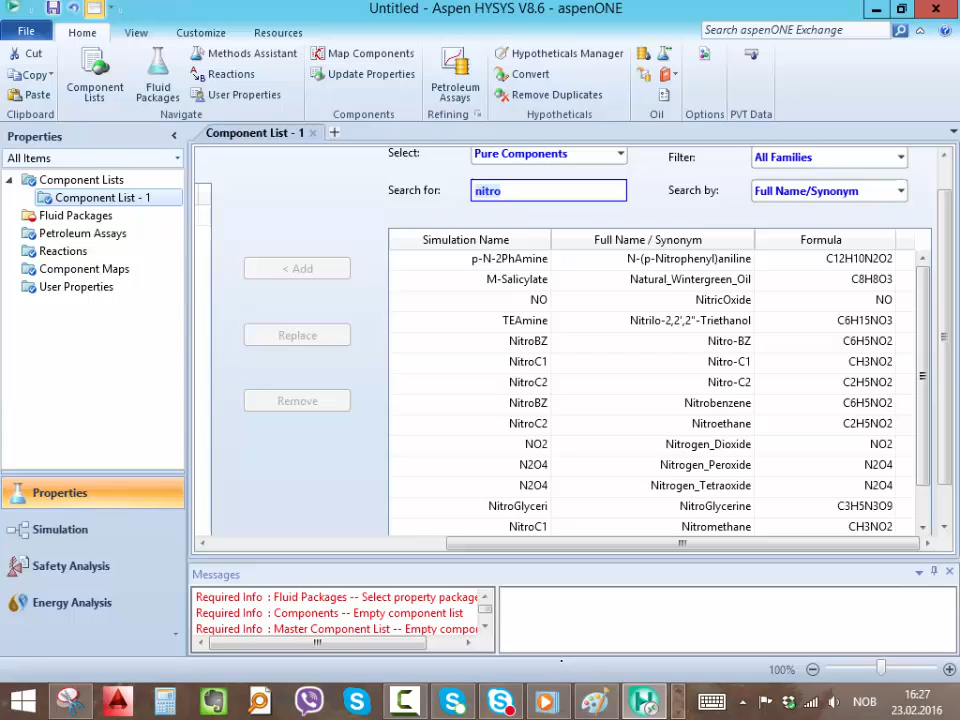 Untitled - Aspen HYSYS V8.6 - aspenONE
File
Home
View
Customize
Resources
Search aspenONE Exchange
Cut
Copy
Paste
Clipboard
Component Lists
Fluid Packages
Methods Assistant
Reactions
User Properties
Navigate
Map Components
Update Properties
Components
Petroleum Assays
Refining
Hypotheticals Manager
Convert
Remove Duplicates
Hypotheticals
Oil
Options
PVT Data
Properties
All Items
Component Lists
Component List - 1
Fluid Packages
Petroleum Assays
Reactions
Component Maps
User Properties
Properties
Simulation
Safety Analysis
Energy Analysis
Component List - 1
Select: Pure Components Filter: All Families
Search for: nitro Search by: Full Name/Synonym
< Add
Replace
Remove
Simulation Name Full Name / Synonym Formula
p-N-2PhAmine N-(p-Nitrophenyl)aniline C12H10N2O2
M-Salicylate Natural_Wintergreen_Oil C8H8O3
NO NitricOxide NO
TEAmine Nitrilo-2,2',2"-Triethanol C6H15NO3
NitroBZ Nitro-BZ C6H5NO2
NitroC1 Nitro-C1 CH3NO2
NitroC2 Nitro-C2 C2H5NO2
NitroBZ Nitrobenzene C6H5NO2
NitroC2 Nitroethane C2H5NO2
NO2 Nitrogen_Dioxide NO2
N2O4 Nitrogen_Peroxide N2O4
N2O4 Nitrogen_Tetraoxide N2O4
NitroGlyceri NitroGlycerine C3H5N3O9
NitroC1 Nitromethane CH3NO2
Messages
Required Info : Fluid Packages -- Select property package
Required Info : Components -- Empty component list
Required Info : Master Component List -- Empty compo
100%
NOB
16:27
23.02.2016